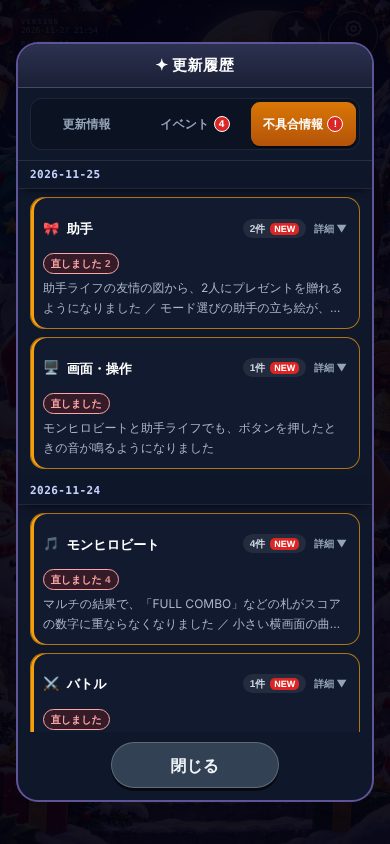 VERSION
2026-11-27 21:54
✦ 更新履歴
更新情報
イベント 4
不具合情報 !
2026-11-25
🎀 助手 2件 NEW 詳細▼
直しました 2
助手ライフの友情の図から、2人にプレゼントを贈れる
ようになりました ／ モード選びの助手の立ち絵が、…
🖥️ 画面・操作 1件 NEW 詳細▼
直しました
モンヒロビートと助手ライフでも、ボタンを押したと
きの音が鳴るようになりました
2026-11-24
🎵 モンヒロビート 4件 NEW 詳細▼
直しました 4
マルチの結果で、「FULL COMBO」などの札がスコア
の数字に重ならなくなりました ／ 小さい横画面の曲…
⚔️ バトル 1件 NEW 詳細▼
直しました
閉じる